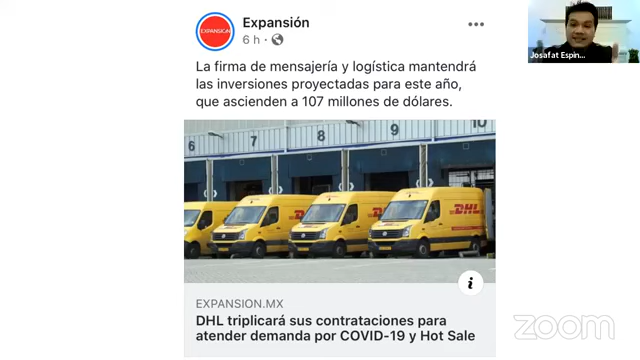 EXPANSIÓN
Expansión
6 h ·
La firma de mensajería y logística mantendrá
las inversiones proyectadas para este año,
que ascienden a 107 millones de dólares.
6
7
8
9
10
DHL
i
EXPANSION.MX
DHL triplicará sus contrataciones para
atender demanda por COVID-19 y Hot Sale
Josafat Espin...
zoom